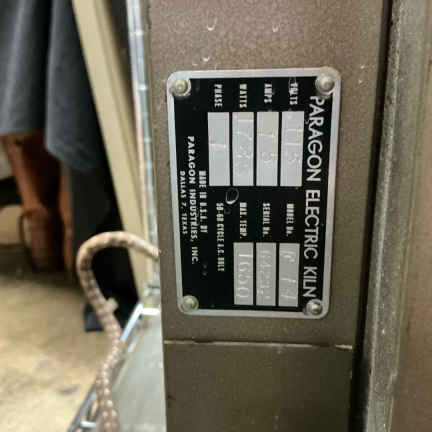 PARAGON ELECTRIC KILN
VOLTS 115 MODEL No.
AMPS 15 SERIAL No.
WATTS 1725 MAX. TEMP. 1650
PHASE 1 50-60 CYCLE A.C. ONLY
MADE IN U.S.A. BY
PARAGON INDUSTRIES, INC.
DALLAS 7, TEXAS